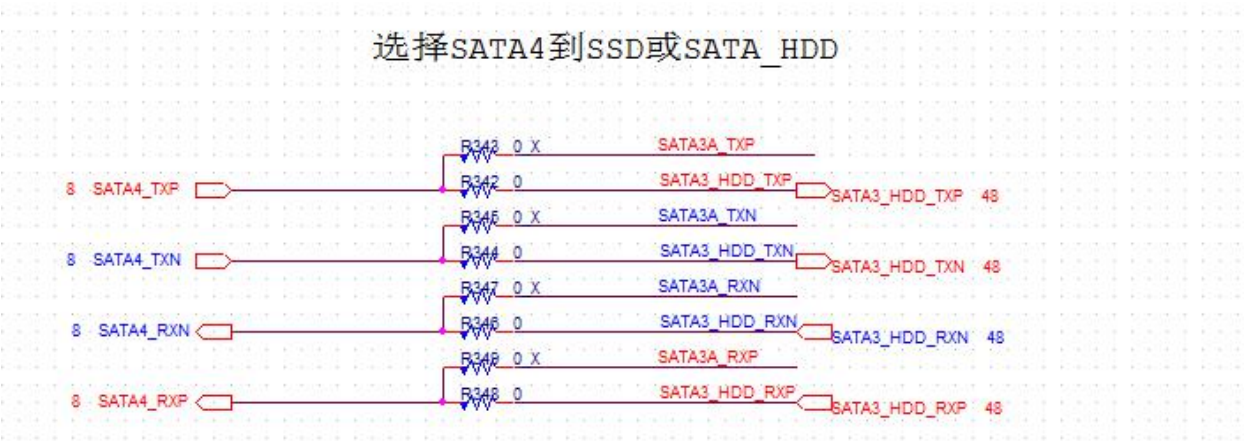 选择SATA4到SSD或SATA_HDD
R343 0 X SATA3A_TXP
8 SATA4_TXP R342 0 SATA3_HDD_TXP SATA3_HDD_TXP 48
R345 0 X SATA3A_TXN
8 SATA4_TXN R344 0 SATA3_HDD_TXN SATA3_HDD_TXN 48
R347 0 X SATA3A_RXN
8 SATA4_RXN R346 0 SATA3_HDD_RXN SATA3_HDD_RXN 48
R349 0 X SATA3A_RXP
8 SATA4_RXP R348 0 SATA3_HDD_RXP SATA3_HDD_RXP 48